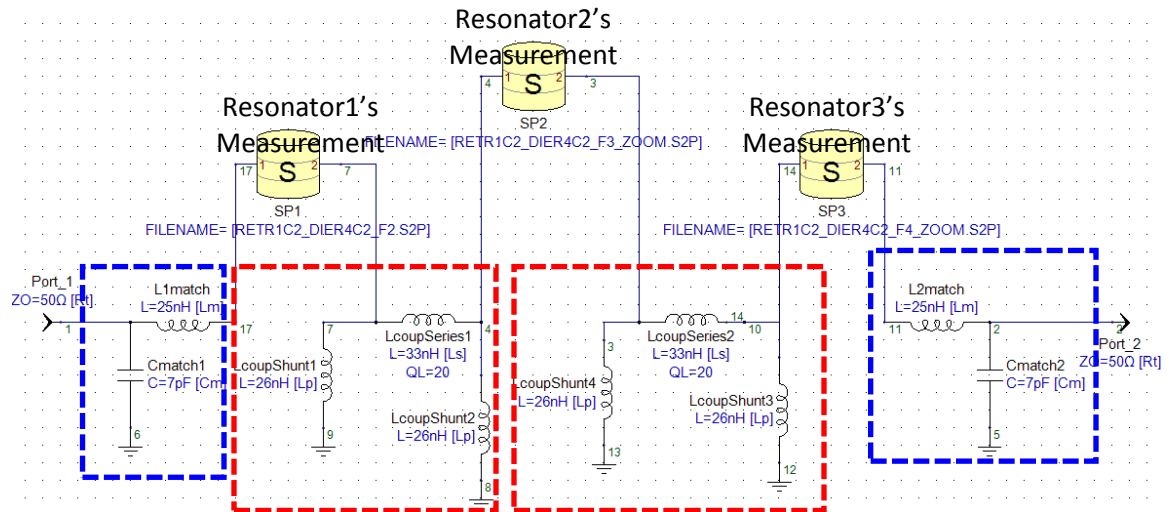 Resonator2's
Measurement
4
1
S
2
3
SP2
FILENAME= [RETR1C2_DIER4C2_F3_ZOOM.S2P]
Resonator1's
Measurement
17
1
S
2
7
SP1
FILENAME= [RETR1C2_DIER4C2_F2.S2P]
Resonator3's
Measurement
14
1
S
2
11
SP3
FILENAME= [RETR1C2_DIER4C2_F4_ZOOM.S2P]
Port_1
ZO=50Ω [Rt]
1
L1match
L=25nH [Lm]
17
Cmatch1
C=7pF [Cm]
6
7
LcoupShunt1
L=26nH [Lp]
9
LcoupSeries1
L=33nH [Ls]
QL=20
4
LcoupShunt2
L=26nH [Lp]
8
3
LcoupShunt4
L=26nH [Lp]
13
LcoupSeries2
L=33nH [Ls]
QL=20
14
10
LcoupShunt3
L=26nH [Lp]
12
L2match
L=25nH [Lm]
11
2
Cmatch2
C=7pF [Cm]
5
2
Port_2
ZO=50Ω [Rt]